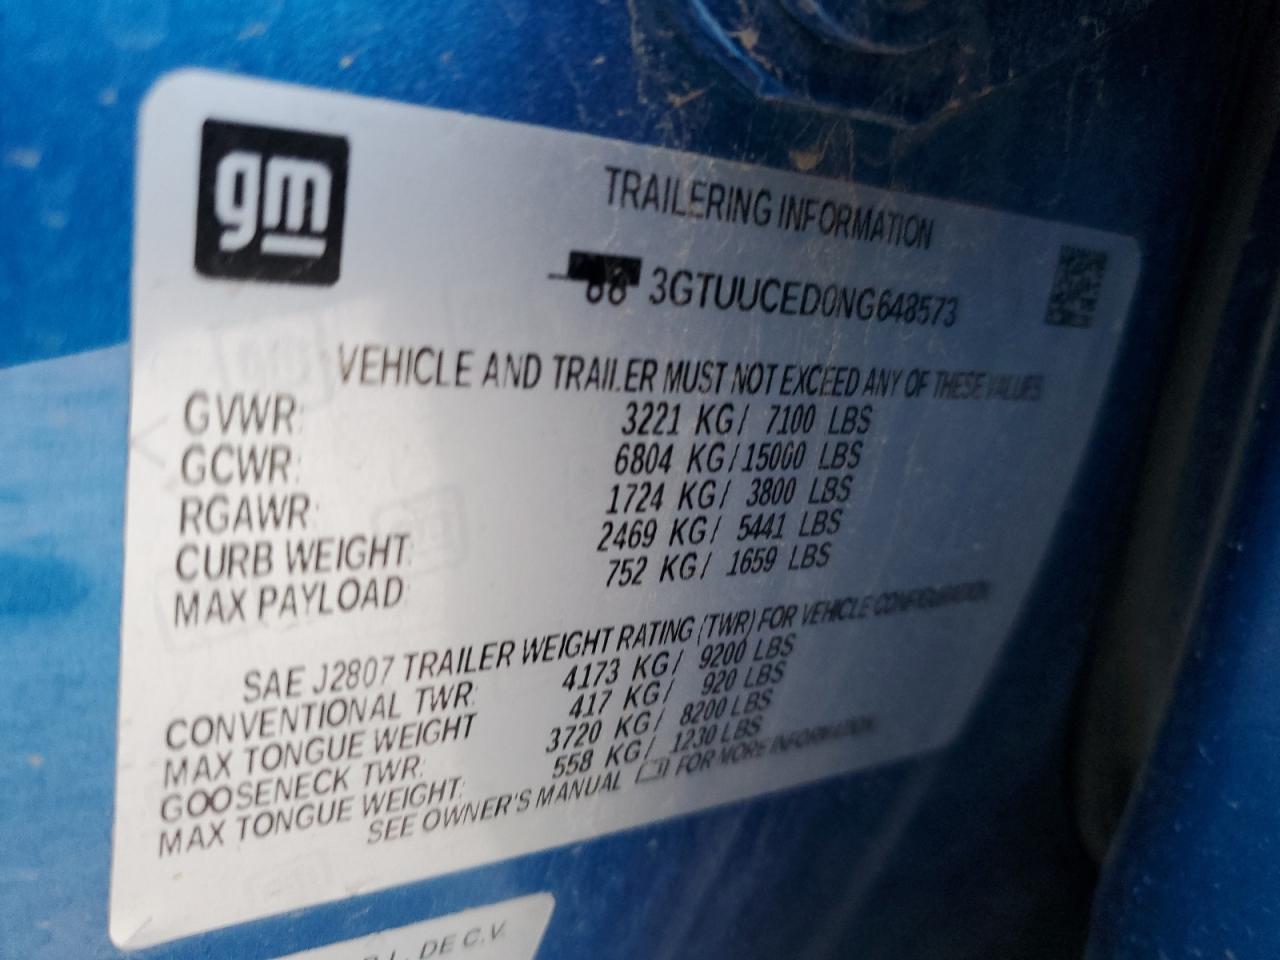 gm
TRAILERING INFORMATION
3GTUUCED0NG648573
VEHICLE AND TRAILER MUST NOT EXCEED ANY OF THESE VALUES
GVWR: 3221 KG/ 7100 LBS
GCWR: 6804 KG/15000 LBS
RGAWR: 1724 KG/ 3800 LBS
CURB WEIGHT: 2469 KG/ 5441 LBS
MAX PAYLOAD: 752 KG/ 1659 LBS
SAE J2807 TRAILER WEIGHT RATING (TWR) FOR VEHICLE CONFIGURATION
CONVENTIONAL TWR: 4173 KG/ 9200 LBS
MAX TONGUE WEIGHT 417 KG/ 920 LBS
GOOSENECK TWR: 3720 KG/ 8200 LBS
MAX TONGUE WEIGHT: 558 KG/ 1230 LBS
SEE OWNER'S MANUAL FOR MORE INFORMATION.
DE C.V.